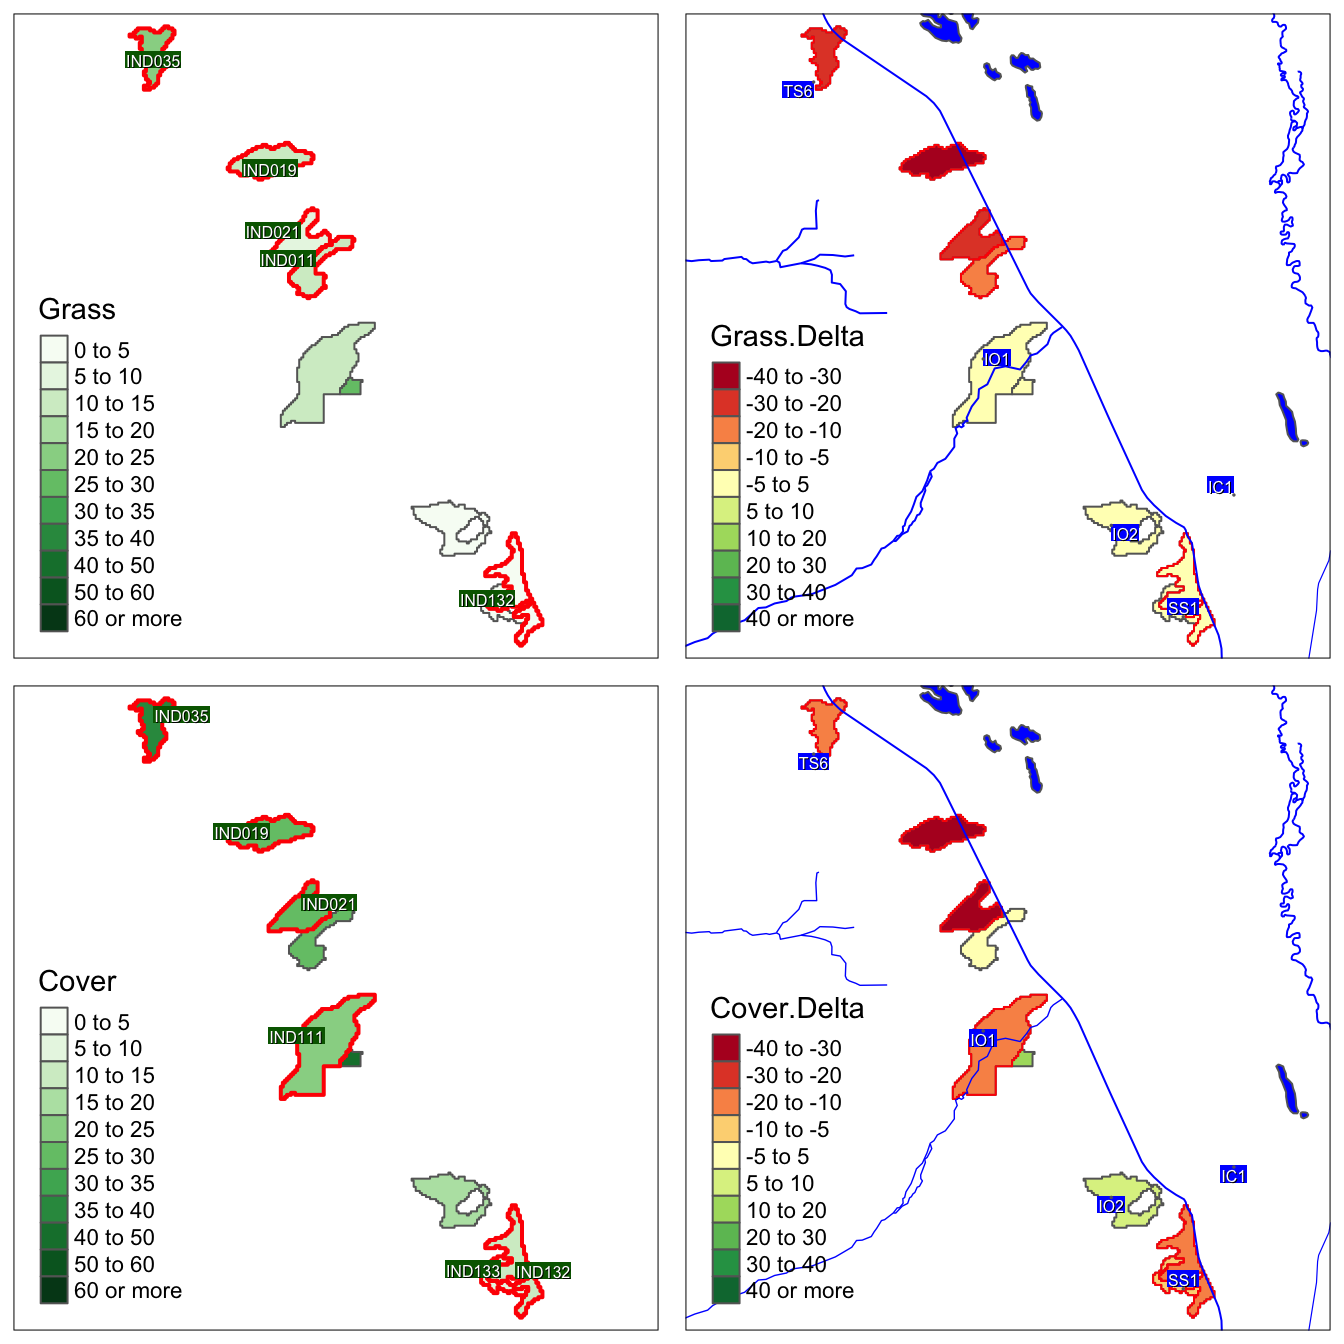 IND035
IND019
IND021
IND011
Grass
0 to 5
5 to 10
10 to 15
15 to 20
20 to 25
25 to 30
30 to 35
35 to 40
40 to 50
50 to 60
60 or more
IND132
TS6
Grass.Delta
-40 to -30
-30 to -20
-20 to -10
-10 to -5
-5 to 5
5 to 10
10 to 20
20 to 30
30 to 40
40 or more
IO1
IC1
IO2
SS1
IND035
IND019
IND021
Cover
0 to 5
5 to 10
10 to 15
15 to 20
20 to 25
25 to 30
30 to 35
35 to 40
40 to 50
50 to 60
60 or more
IND111
IND133
IND132
TS6
Cover.Delta
-40 to -30
-30 to -20
-20 to -10
-10 to -5
-5 to 5
5 to 10
10 to 20
20 to 30
30 to 40
40 or more
IO1
IC1
IO2
SS1